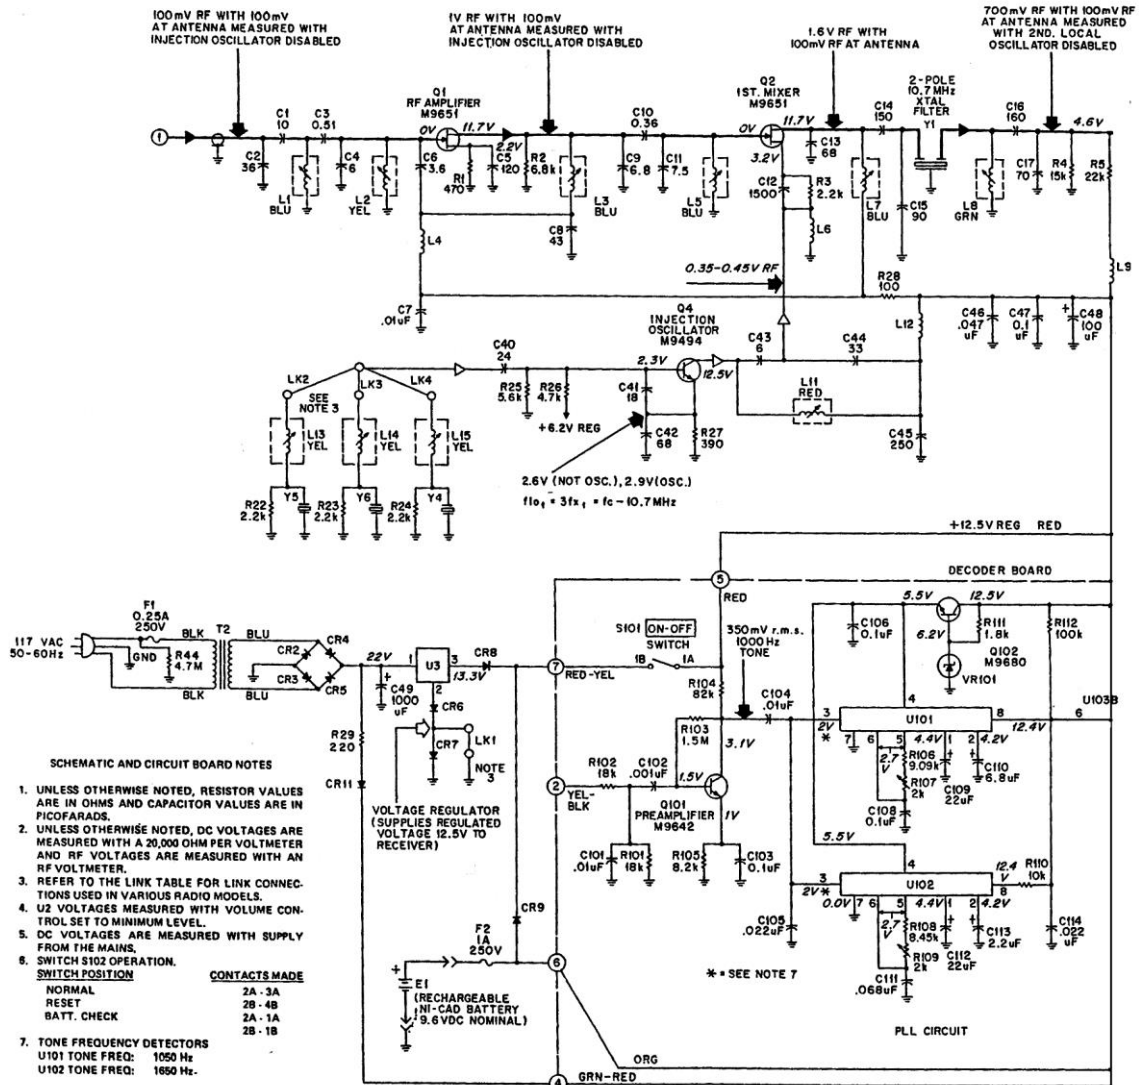 100mV RF WITH 100mV
AT ANTENNA MEASURED WITH
INJECTION OSCILLATOR DISABLED
1V RF WITH 100mV
AT ANTENNA MEASURED WITH
INJECTION OSCILLATOR DISABLED
1.6V RF WITH
100mV RF AT ANTENNA
700mV RF WITH 100mV RF
AT ANTENNA MEASURED
WITH 2ND. LOCAL
OSCILLATOR DISABLED
Q1
RF AMPLIFIER
M9651
Q2
1ST. MIXER
M9651
2-POLE
10.7MHz
XTAL
FILTER
Y1
1
C1
10
C3
0.51
C2
36
L1
BLU
C4
6
L2
YEL
0V
11.7V
2.2V
C6
3.6
R1
470
C5
120
R2
6.8k
L3
BLU
C10
0.36
C9
6.8
C11
7.5
L5
BLU
0V
11.7V
3.2V
C13
68
C12
1500
R3
2.2k
L6
L7
BLU
C14
150
C15
90
L8
GRN
C16
160
C17
70
R4
15k
4.6V
R5
22k
L9
L4
C8
43
C7
.01uF
0.35-0.45V RF
R28
100
L12
C46
.047
uF
C47
0.1
uF
+
C48
100
uF
Q4
INJECTION
OSCILLATOR
M9494
C43
6
C44
33
L11
RED
C45
250
C40
24
R25
5.6k
R26
4.7k
+6.2V REG
2.3V
12.5V
C41
18
C42
68
R27
390
2.6V (NOT OSC.), 2.9V(OSC.)
flo₁ = 3fx₁ = fc-10.7MHz
LK2
LK3
LK4
SEE
NOTE 3
L13
YEL
L14
YEL
L15
YEL
Y5
Y6
Y4
R22
2.2k
R23
2.2k
R24
2.2k
+12.5V REG RED
DECODER BOARD
5
RED
F1
0.25A
250V
117 VAC
50-60Hz
GND
R44
4.7M
BLK
BLK
T2
BLU
BLU
CR4
CR2
CR3
CR5
22V
+
C49
1000
uF
1
U3
3
2
13.3V
CR8
CR6
CR7
LK1
NOTE
3
R29
220
CR11
VOLTAGE REGULATOR
(SUPPLIES REGULATED
VOLTAGE 12.5V TO
RECEIVER)
CR9
F2
1A
250V
+
E1
(RECHARGEABLE
NI-CAD BATTERY
9.6VDC NOMINAL)
7
RED-YEL
S101 ON-OFF
SWITCH
1B
1A
350mV r.m.s.
1000 Hz
TONE
R104
82k
C104
.01uF
R103
1.5M
3.1V
2
YEL-
BLK
R102
18k
C102
.001uF
1.5V
Q101
PREAMPLIFIER
M9642
1V
C101
.01uF
R101
18k
R105
8.2k
C103
0.1uF
C105
.022uF
5.5V
12.5V
C106
0.1uF
6.2V
R111
1.8k
Q102
M9680
VR101
R112
100k
U103B
6
4
3
2V
*
U101
8
12.4V
7
6
5
4.4V
1
2
4.2V
2.7
V
R106
9.09k
R107
2k
C108
0.1uF
+
C109
22uF
+
C110
6.8uF
5.5V
4
3
2V*
U102
12.4
V
8
R110
10k
0.0V
7
6
5
4.4V
1
2
4.2V
2.7
V
R108
8.45k
R109
2k
C111
.068uF
+
C112
22uF
+
C113
2.2uF
C114
.022
uF
* = SEE NOTE 7
PLL CIRCUIT
6
ORG
4
GRN-RED
SCHEMATIC AND CIRCUIT BOARD NOTES
1. UNLESS OTHERWISE NOTED, RESISTOR VALUES
ARE IN OHMS AND CAPACITOR VALUES ARE IN
PICOFARADS.
2. UNLESS OTHERWISE NOTED, DC VOLTAGES ARE
MEASURED WITH A 20,000 OHM PER VOLTMETER
AND RF VOLTAGES ARE MEASURED WITH AN
RF VOLTMETER.
3. REFER TO THE LINK TABLE FOR LINK CONNEC-
TIONS USED IN VARIOUS RADIO MODELS.
4. U2 VOLTAGES MEASURED WITH VOLUME CON-
TROL SET TO MINIMUM LEVEL.
5. DC VOLTAGES ARE MEASURED WITH SUPPLY
FROM THE MAINS.
6. SWITCH S102 OPERATION.
SWITCH POSITION CONTACTS MADE
NORMAL 2A - 3A
RESET 2B - 4B
BATT. CHECK 2A - 1A
2B - 1B
7. TONE FREQUENCY DETECTORS
U101 TONE FREQ: 1050 Hz
U102 TONE FREQ: 1650 Hz-